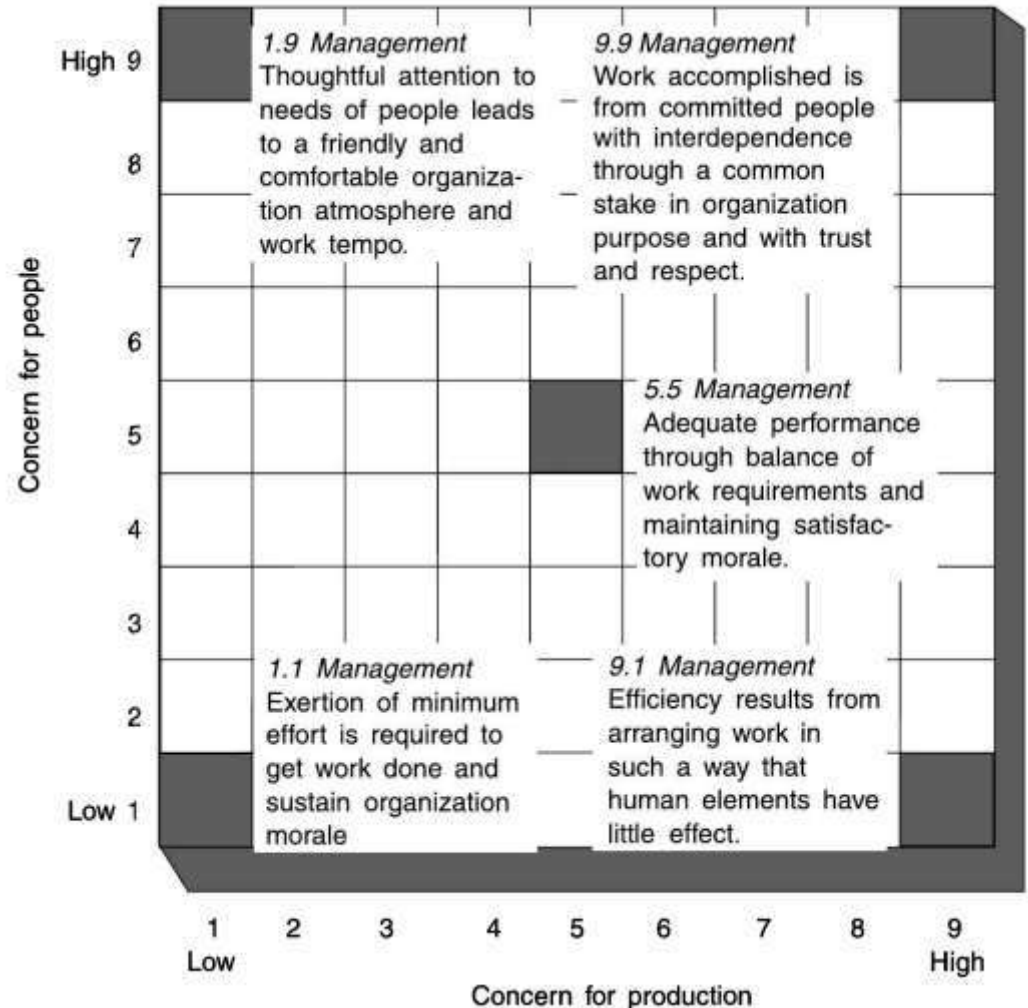 High 9
8
7
6
5
4
3
2
Low 1
Concern for people
1.9 Management
Thoughtful attention to
needs of people leads
to a friendly and
comfortable organiza-
tion atmosphere and
work tempo.
9.9 Management
Work accomplished is
from committed people
with interdependence
through a common
stake in organization
purpose and with trust
and respect.
5.5 Management
Adequate performance
through balance of
work requirements and
maintaining satisfac-
tory morale.
1.1 Management
Exertion of minimum
effort is required to
get work done and
sustain organization
morale
9.1 Management
Efficiency results from
arranging work in
such a way that
human elements have
little effect.
1 2 3 4 5 6 7 8 9
Low High
Concern for production